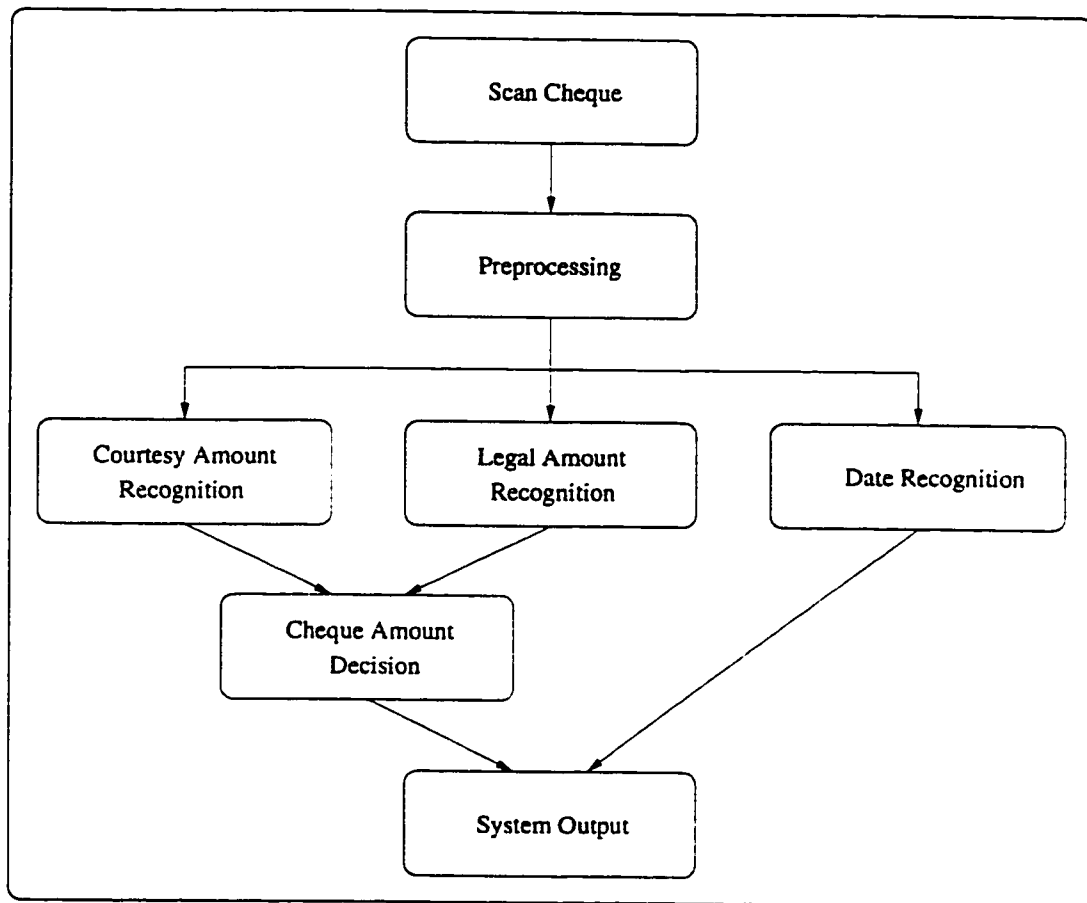 Scan Cheque
Preprocessing
Courtesy Amount
Recognition
Legal Amount
Recognition
Date Recognition
Cheque Amount
Decision
System Output